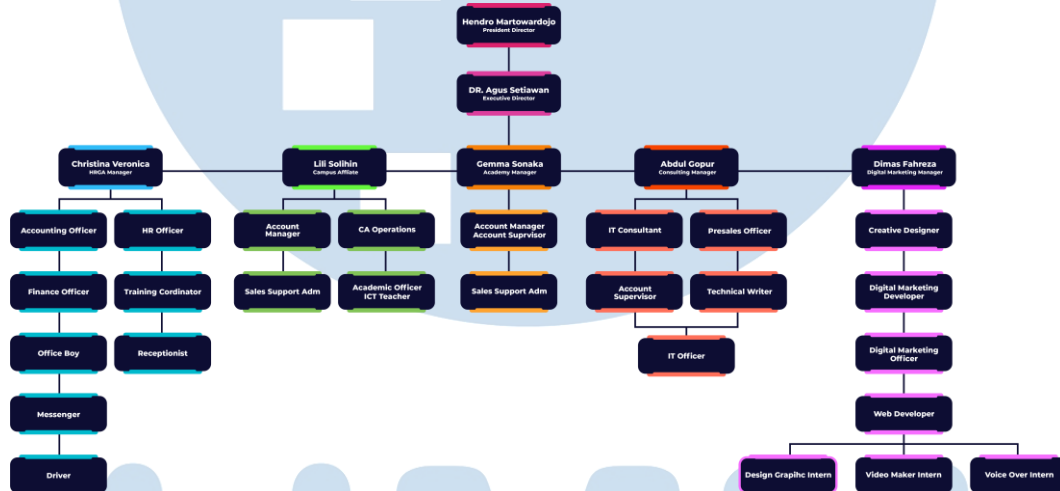 Hendro Martowardojo
President Director
DR. Agus Setiawan
Executive Director
Christina Veronica
HRGA Manager
Lili Solihin
Campus Affliate
Gemma Sonaka
Academy Manager
Abdul Gopur
Consulting Manager
Dimas Fahreza
Digital Marketing Manager
Accounting Officer
HR Officer
Account
Manager
CA Operations
Account Manager
Account Suprvisor
IT Consultant
Presales Officer
Creative Designer
Finance Officer
Training Cordinator
Sales Support Adm
Academic Officer
ICT Teacher
Sales Support Adm
Account
Supervisor
Technical Writer
Digital Marketing
Developer
Office Boy
Receptionist
IT Officer
Digital Marketing
Officer
Messenger
Web Developer
Driver
Design Grapihc Intern
Video Maker Intern
Voice Over Intern